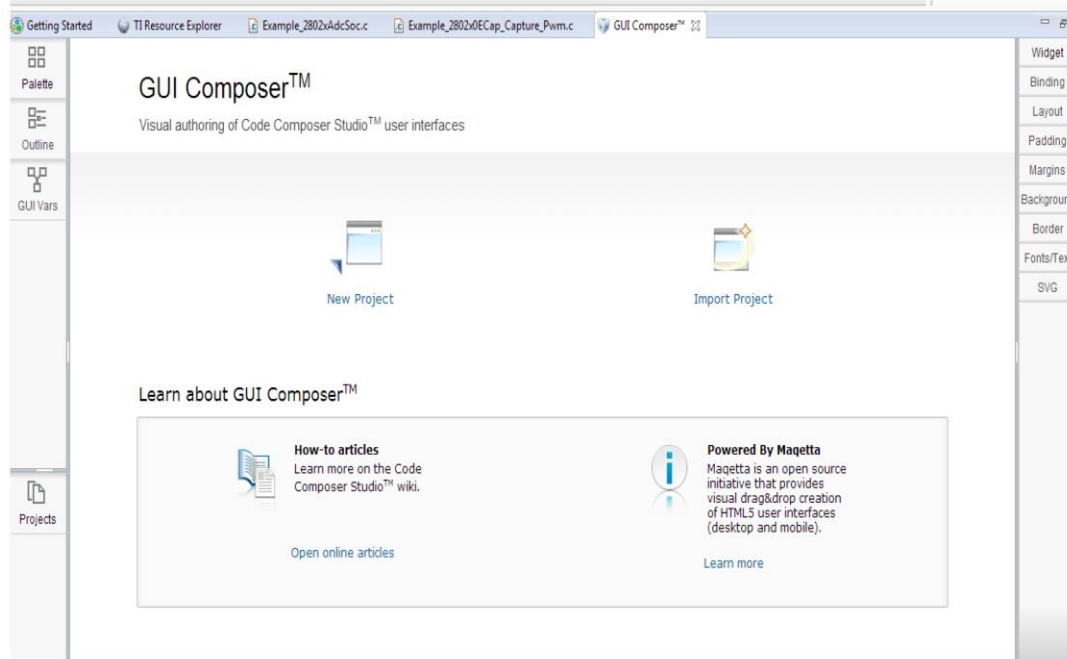 Getting Started
TI Resource Explorer
Example_2802xAdcSoc.c
Example_2802x0ECap_Capture_Pwm.c
GUI Composer™
Palette
Outline
GUI Vars
Projects
GUI Composer™
Visual authoring of Code Composer Studio™ user interfaces
New Project
Import Project
Learn about GUI Composer™
How-to articles
Learn more on the Code
Composer Studio™ wiki.
Open online articles
Powered By Maqetta
Maqetta is an open source
initiative that provides
visual drag&drop creation
of HTML5 user interfaces
(desktop and mobile).
Learn more
Widget
Binding
Layout
Padding
Margins
Backgroun
Border
Fonts/Tex
SVG